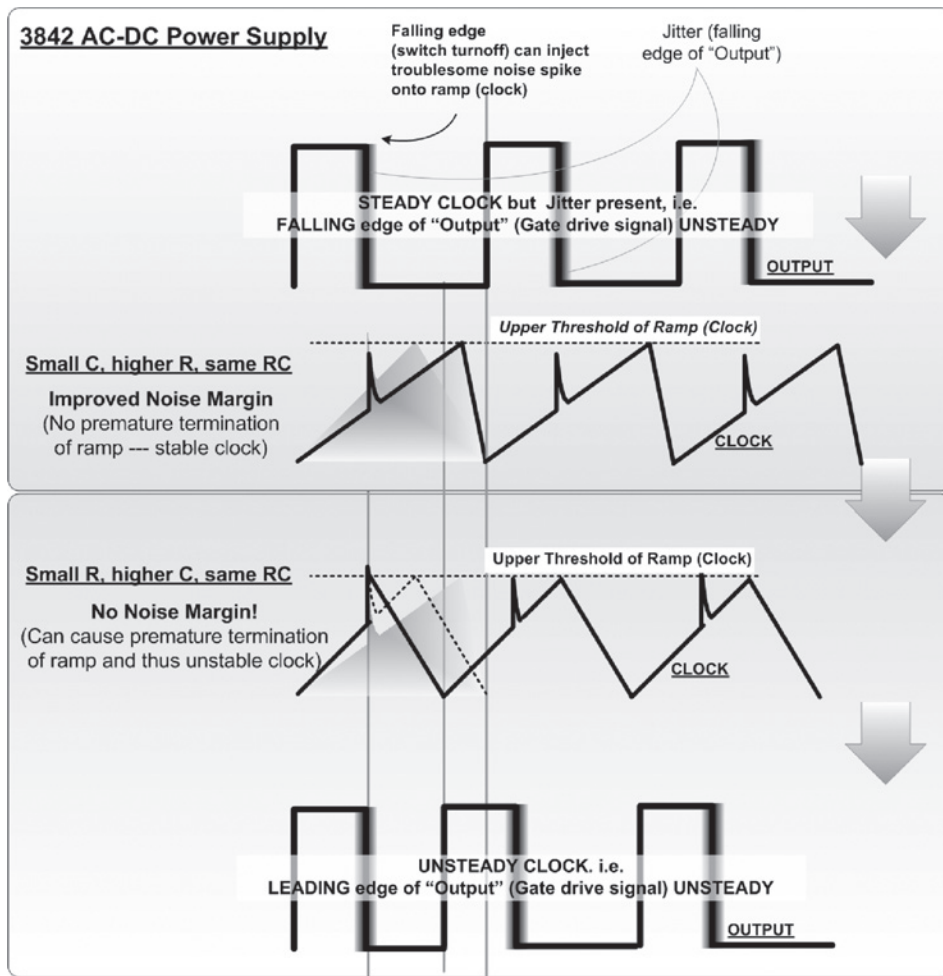 3842 AC-DC Power Supply
Falling edge
(switch turnoff) can inject
troublesome noise spike
onto ramp (clock)
Jitter (falling
edge of “Output”)
STEADY CLOCK but Jitter present, i.e.
FALLING edge of “Output” (Gate drive signal) UNSTEADY
OUTPUT
Upper Threshold of Ramp (Clock)
Small C, higher R, same RC
Improved Noise Margin
(No premature termination
of ramp --- stable clock)
CLOCK
Small R, higher C, same RC
Upper Threshold of Ramp (Clock)
No Noise Margin!
(Can cause premature termination
of ramp and thus unstable clock)
CLOCK
UNSTEADY CLOCK. i.e.
LEADING edge of “Output” (Gate drive signal) UNSTEADY
OUTPUT